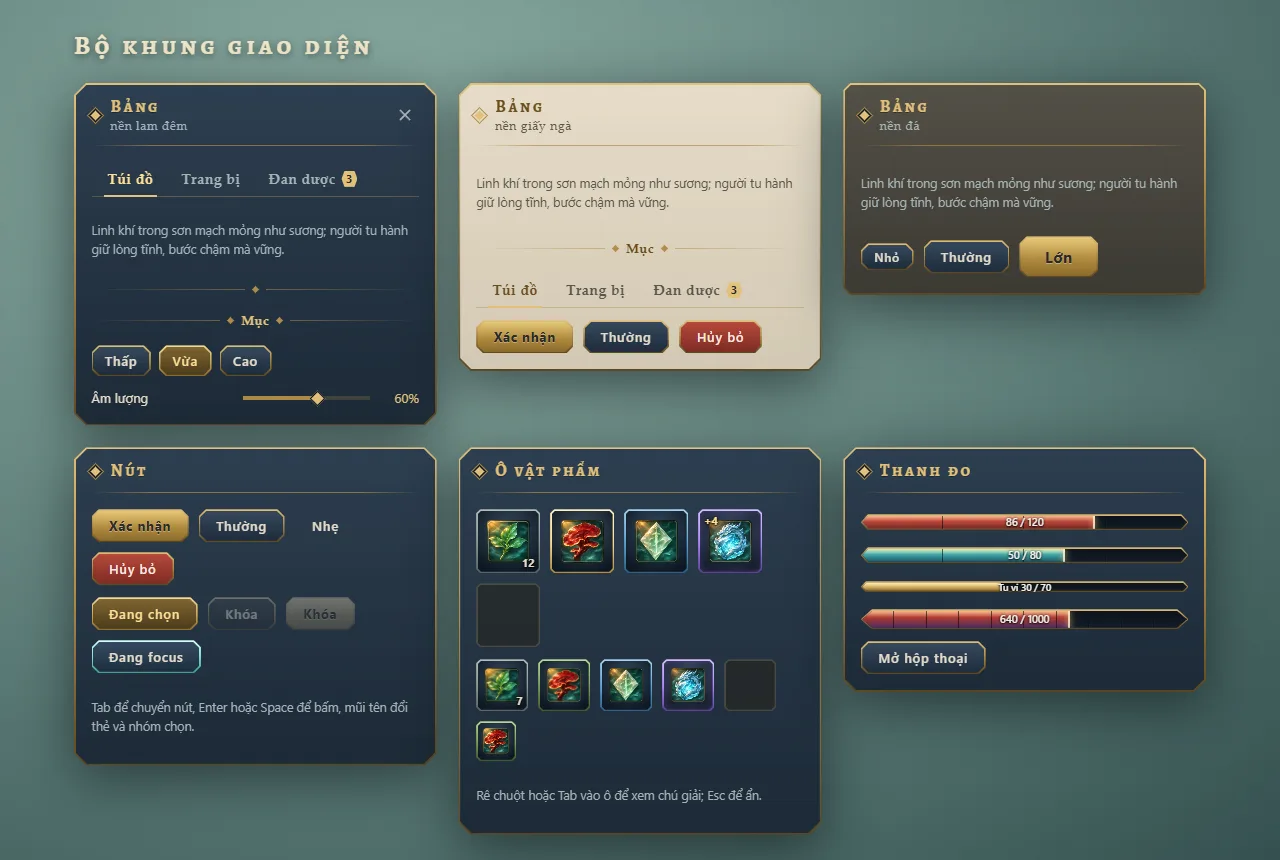 Bộ khung giao diện
Bảng
nền lam đêm
Túi đồ Trang bị Đan dược 3
Linh khí trong sơn mạch mỏng như sương; người tu hành
giữ lòng tĩnh, bước chậm mà vững.
Mục
Thấp Vừa Cao
Âm lượng 60%
Bảng
nền giấy ngà
Linh khí trong sơn mạch mỏng như sương; người tu hành
giữ lòng tĩnh, bước chậm mà vững.
Mục
Túi đồ Trang bị Đan dược 3
Xác nhận Thường Hủy bỏ
Bảng
nền đá
Linh khí trong sơn mạch mỏng như sương; người tu hành
giữ lòng tĩnh, bước chậm mà vững.
Nhỏ Thường Lớn
Nút
Xác nhận Thường Nhẹ
Hủy bỏ
Đang chọn Khóa Khóa
Đang focus
Tab để chuyển nút, Enter hoặc Space để bấm, mũi tên đổi
thẻ và nhóm chọn.
Ô vật phẩm
+4
12
7
Rê chuột hoặc Tab vào ô để xem chú giải; Esc để ẩn.
Thanh đo
86 / 120
50 / 80
Tu vi 30 / 70
640 / 1000
Mở hộp thoại